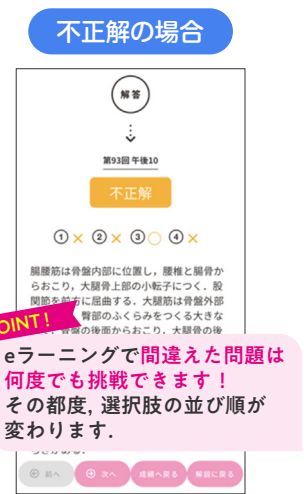 不正解の場合
解答
第93回 午後10
不正解
① × ② × ③ ○ ④ ×
腸腰筋は骨盤内部に位置し，腰椎と腸骨か
らおこり，大腿骨上部の小転子につく．股
関節を前方に屈曲する．大腿筋は骨盤外部
臀部のふくらみをつくる大きな
骨盤の後面からおこり，大腿骨の後
OINT！
eラーニングで間違えた問題は
何度でも挑戦できます！
その都度, 選択肢の並び順が
変わります.
前へ 次へ 成績へ戻る 解説に戻る